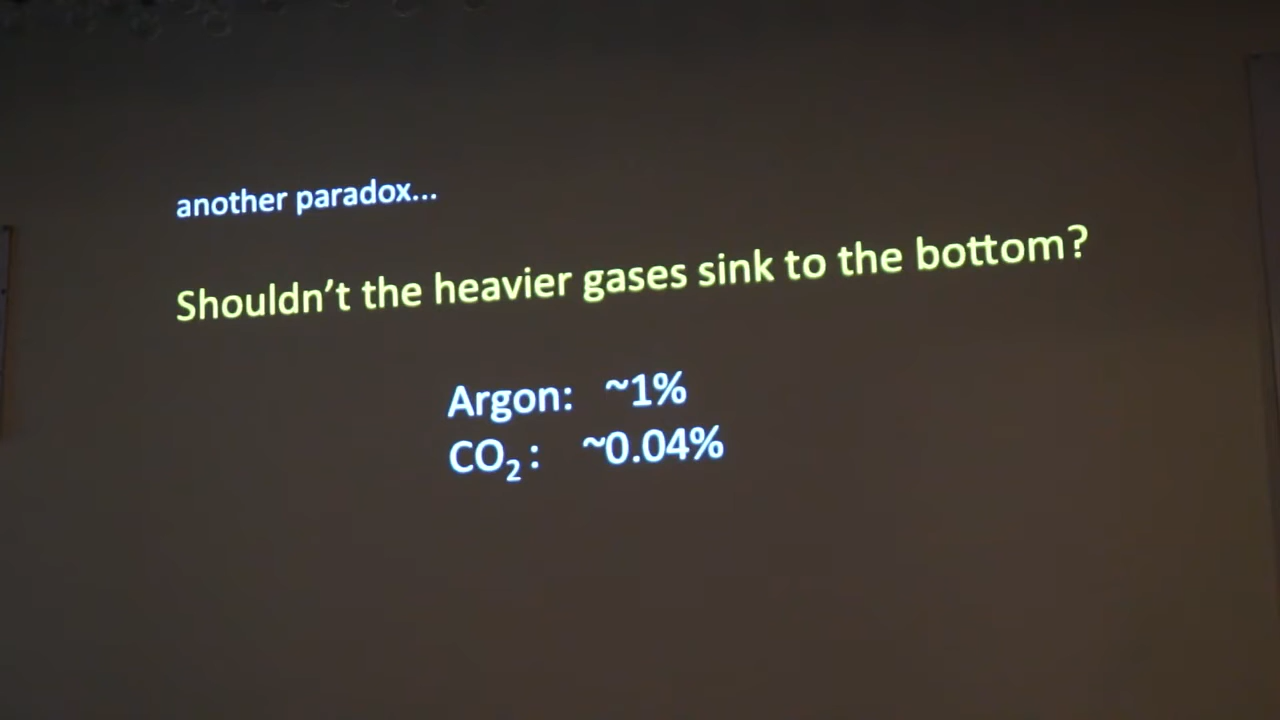 another paradox...
Shouldn't the heavier gases sink to the bottom?
Argon: ~1%
CO₂ : ~0.04%